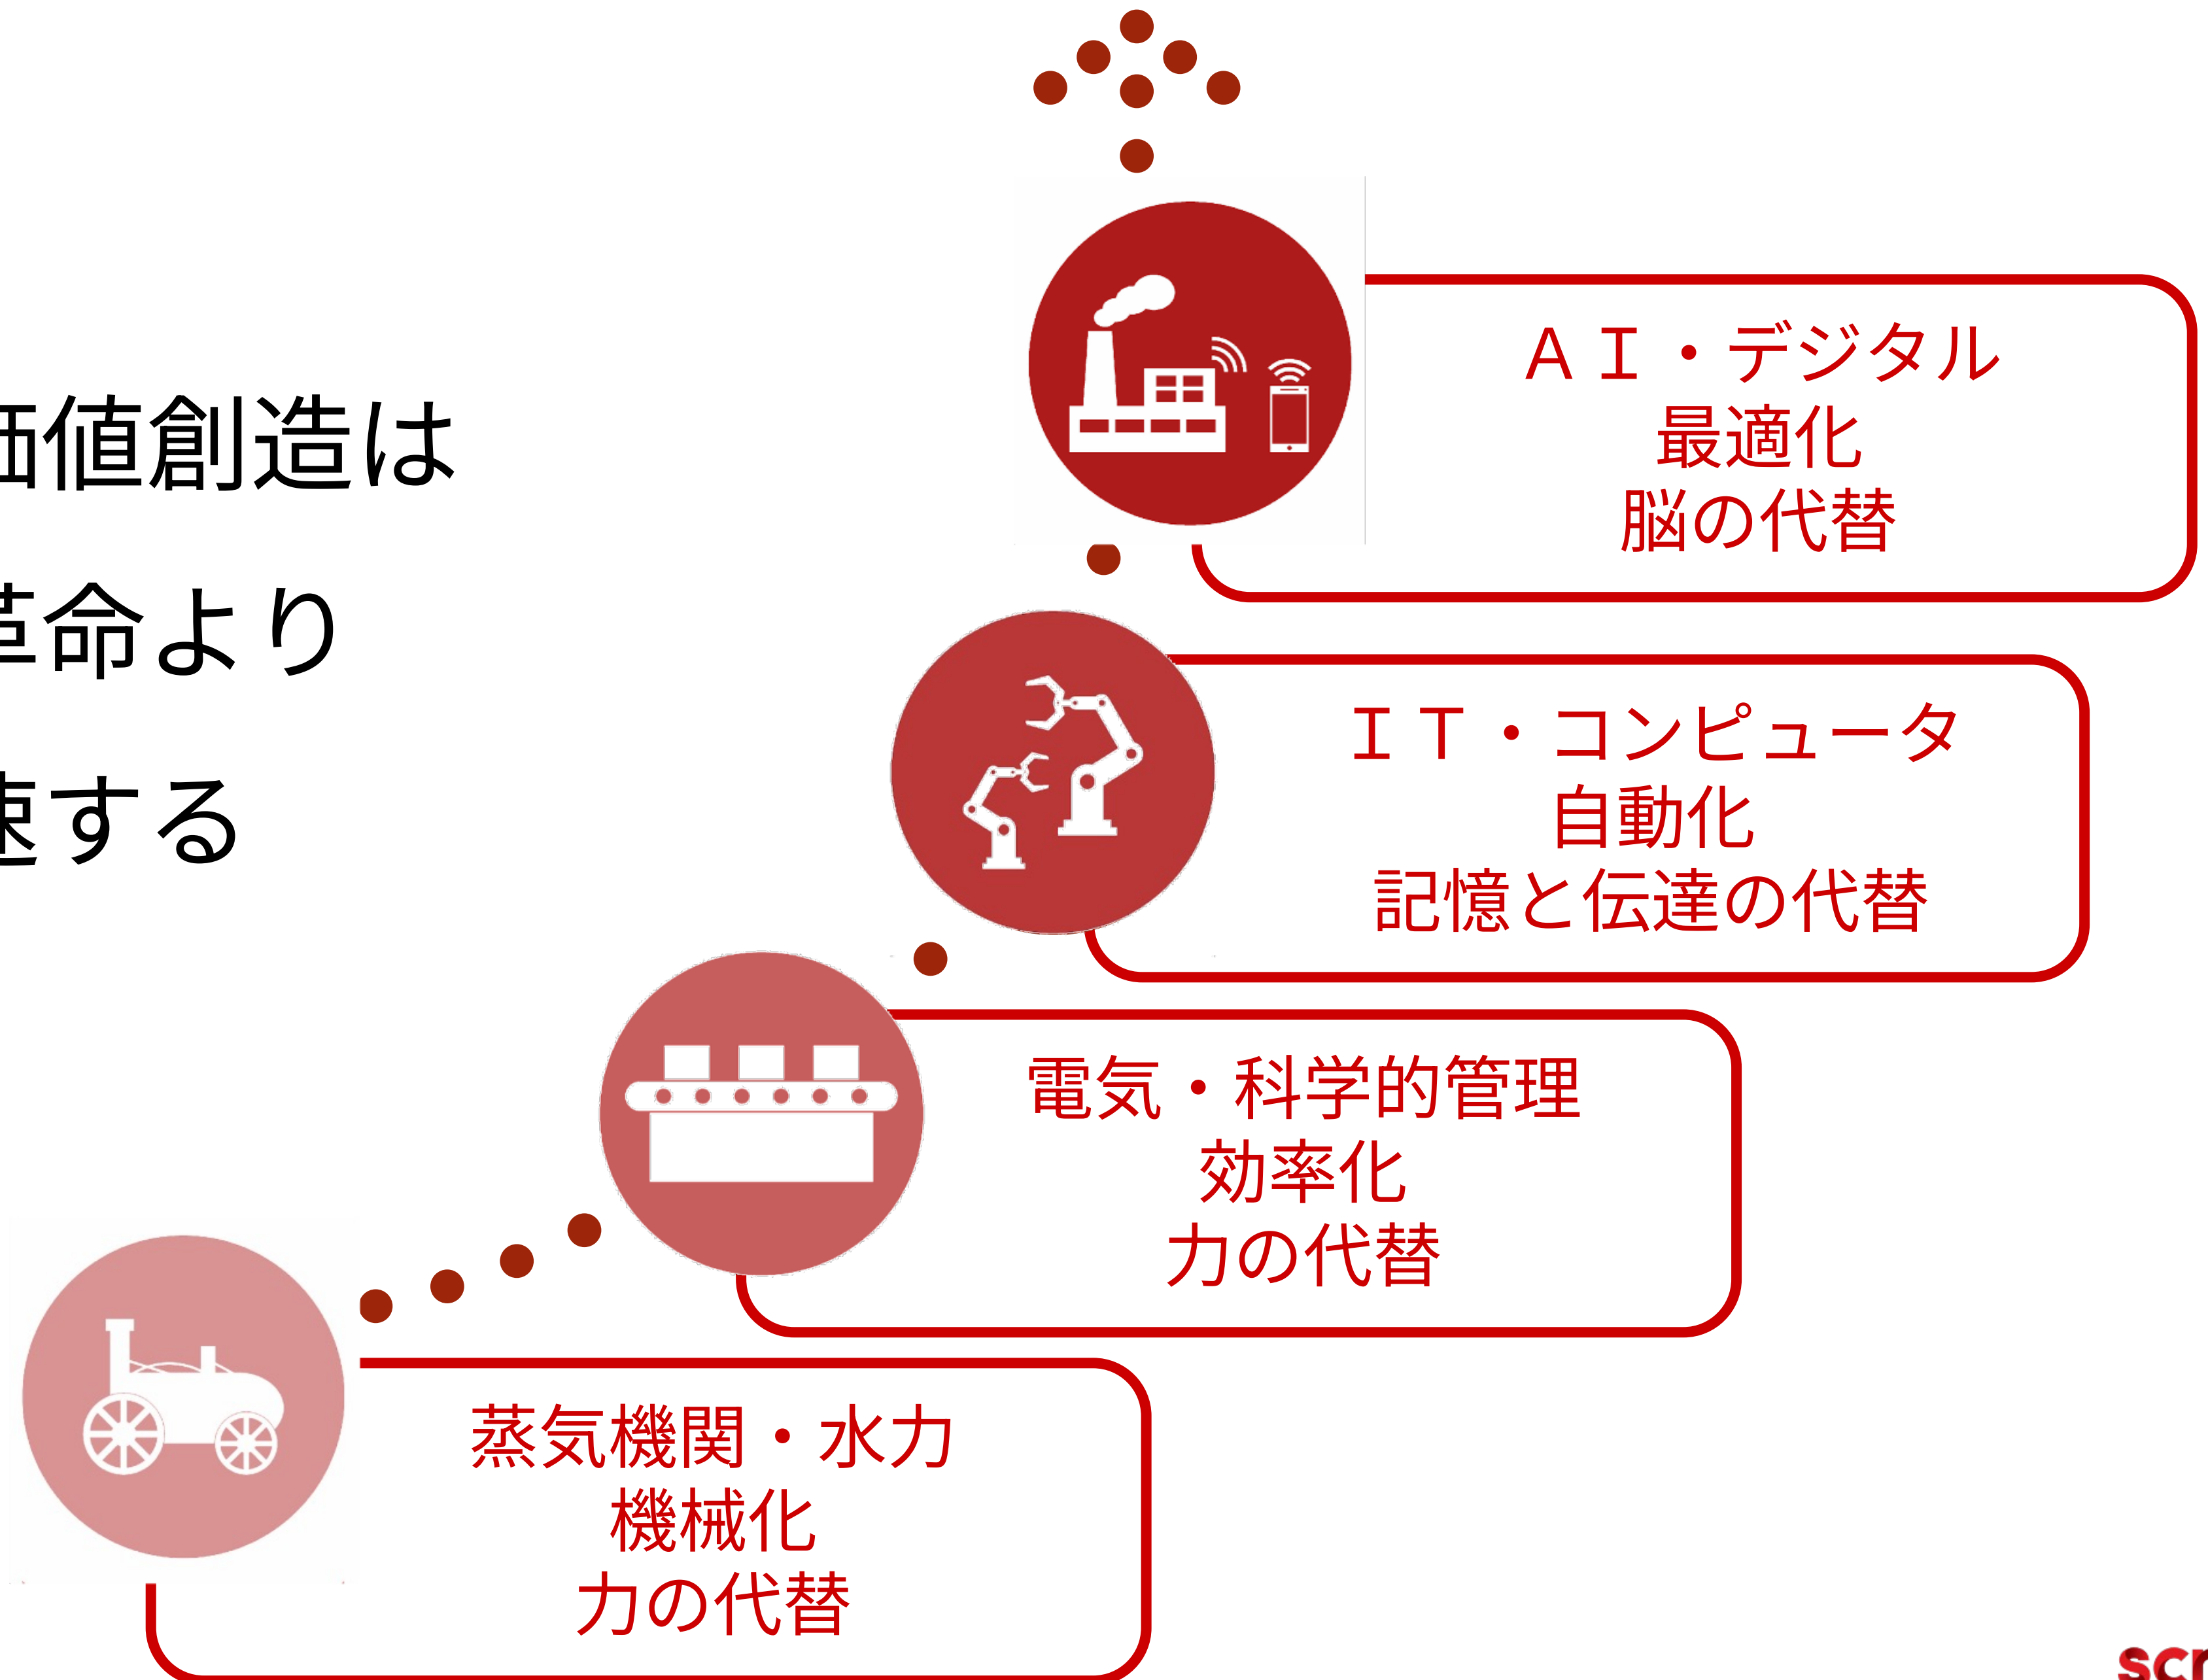 価値創造は
革命より
速する
ＡＩ・デジタル
最適化
脳の代替
ＩＴ・コンピュータ
自動化
記憶と伝達の代替
電気・科学的管理
効率化
力の代替
蒸気機関・水力
機械化
力の代替
scr